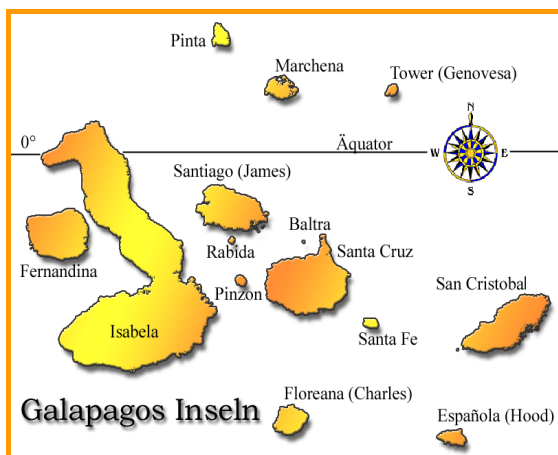 Pinta
Marchena
Tower (Genovesa)
N
0°
Äquator
W
E
S
Santiago (James)
Baltra
Rabida
Santa Cruz
Fernandina
Pinzon
San Cristobal
Isabela
Santa Fe
Floreana (Charles)
Galapagos Inseln
Española (Hood)